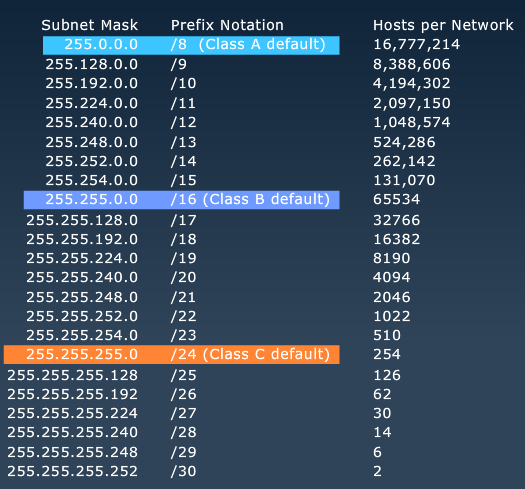 Subnet Mask Prefix Notation Hosts per Network
255.0.0.0 /8 (Class A default) 16,777,214
255.128.0.0 /9 8,388,606
255.192.0.0 /10 4,194,302
255.224.0.0 /11 2,097,150
255.240.0.0 /12 1,048,574
255.248.0.0 /13 524,286
255.252.0.0 /14 262,142
255.254.0.0 /15 131,070
255.255.0.0 /16 (Class B default) 65534
255.255.128.0 /17 32766
255.255.192.0 /18 16382
255.255.224.0 /19 8190
255.255.240.0 /20 4094
255.255.248.0 /21 2046
255.255.252.0 /22 1022
255.255.254.0 /23 510
255.255.255.0 /24 (Class C default) 254
255.255.255.128 /25 126
255.255.255.192 /26 62
255.255.255.224 /27 30
255.255.255.240 /28 14
255.255.255.248 /29 6
255.255.255.252 /30 2